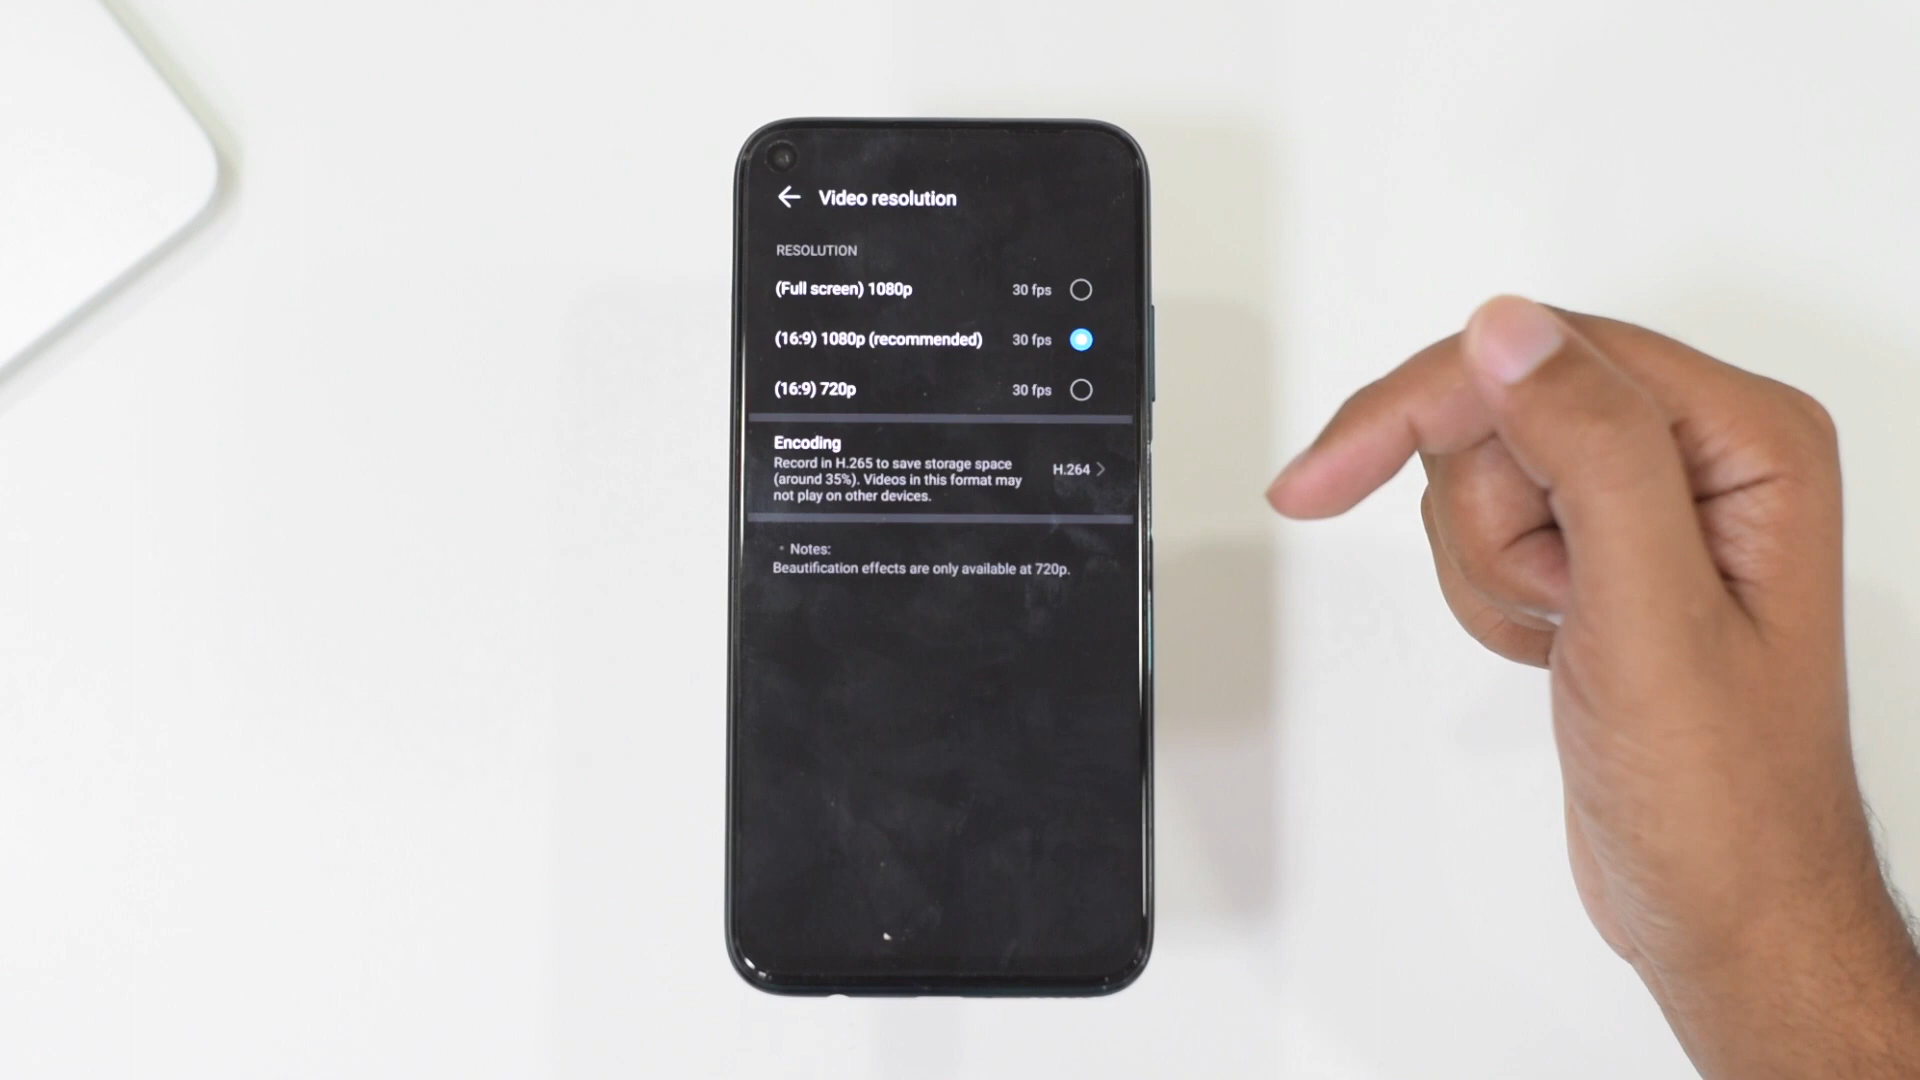 Video resolution
RESOLUTION
(Full screen) 1080p 30 fps
(16:9) 1080p (recommended) 30 fps
(16:9) 720p 30 fps
Encoding
Record in H.265 to save storage space
(around 35%). Videos in this format may
not play on other devices.
H.264
• Notes:
Beautification effects are only available at 720p.